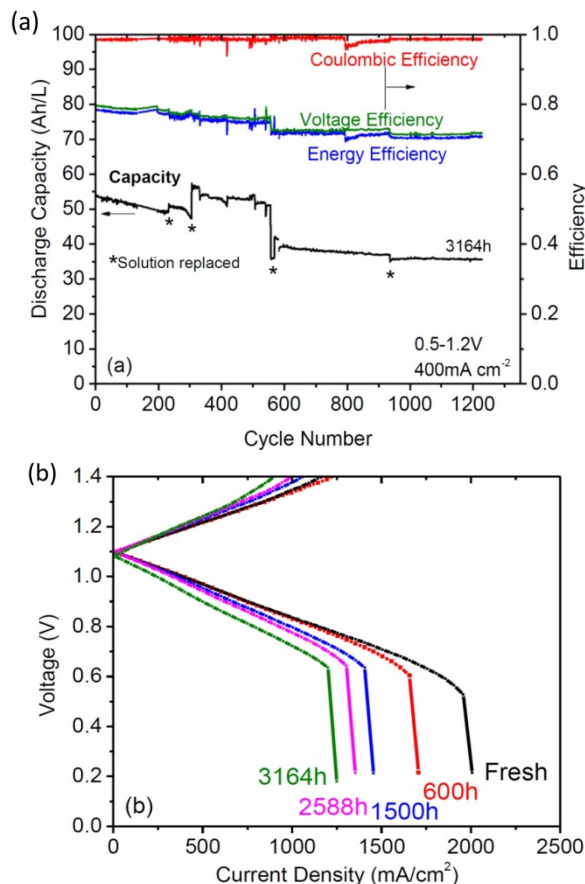 (a)
100
90
80
70
60
50
40
30
20
10
0
Discharge Capacity (Ah/L)
Coulombic Efficiency
Voltage Efficiency
Energy Efficiency
Capacity
* * * *
*Solution replaced
3164h
(a)
0.5-1.2V
400mA cm⁻²
1.0
0.8
0.6
0.4
0.2
0.0
Efficiency
0 200 400 600 800 1000 1200
Cycle Number
(b)
1.4
1.2
1.0
0.8
0.6
0.4
0.2
0.0
Voltage (V)
Fresh
600h
1500h
2588h
3164h
(b)
0 500 1000 1500 2000 2500
Current Density (mA/cm²)